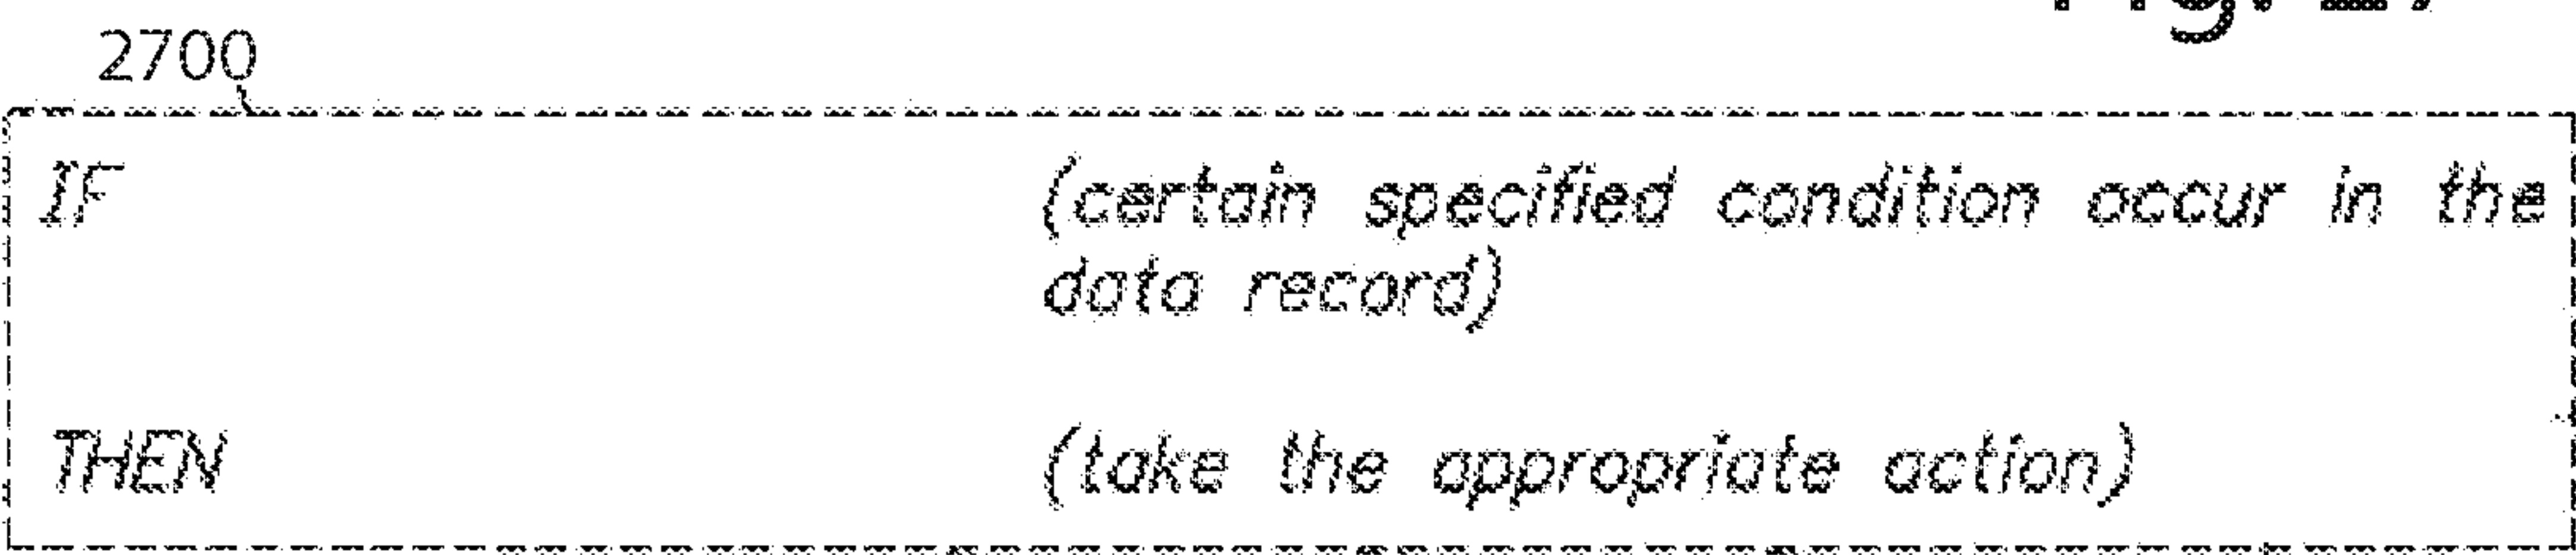 2700
IF (certain specified condition occur in the
data record)
THEN (take the appropriate action)